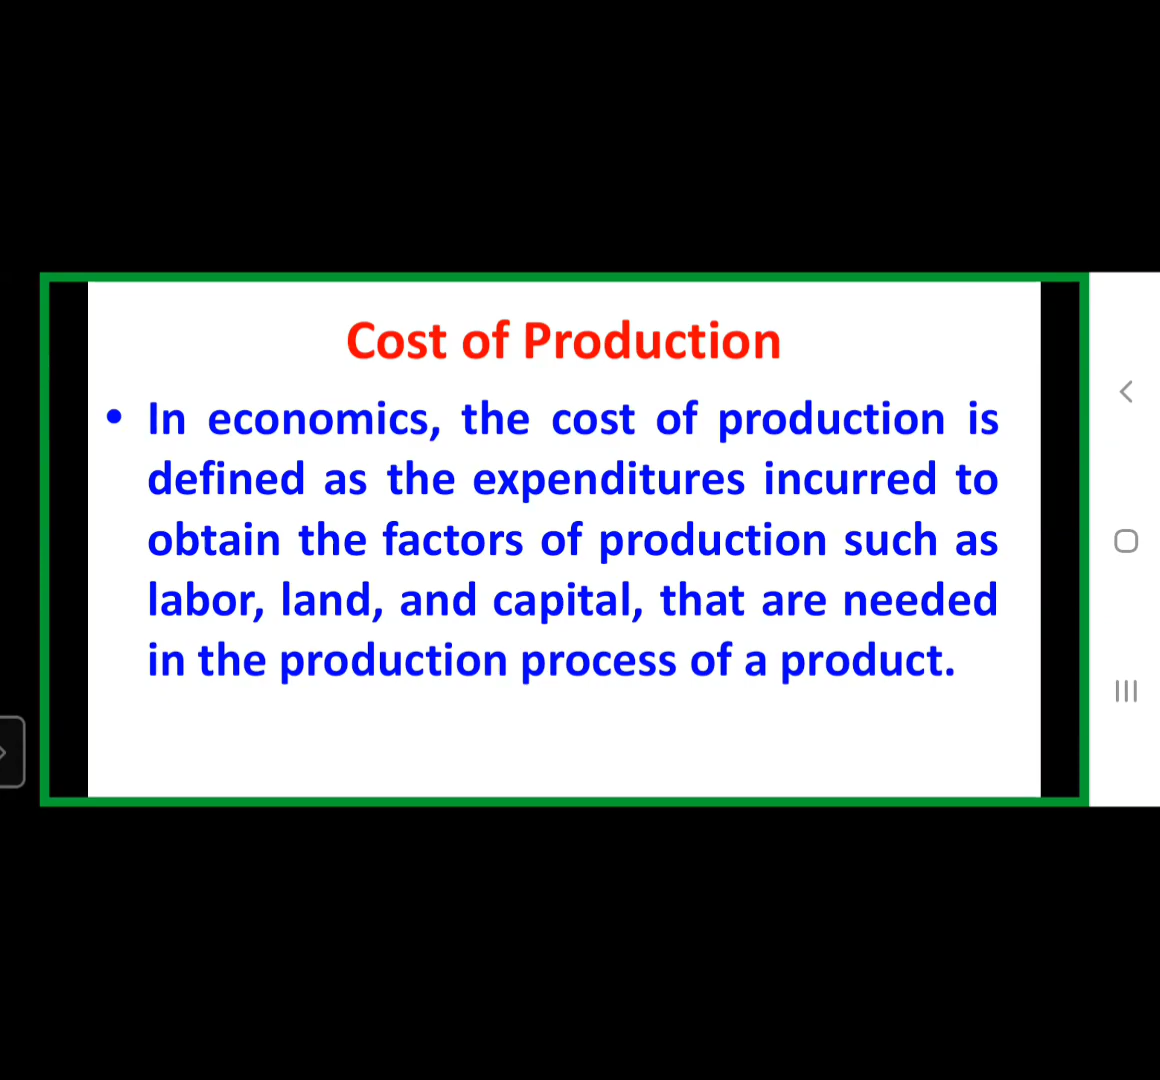 Cost of Production
• In economics, the cost of production is
defined as the expenditures incurred to
obtain the factors of production such as
labor, land, and capital, that are needed
in the production process of a product.